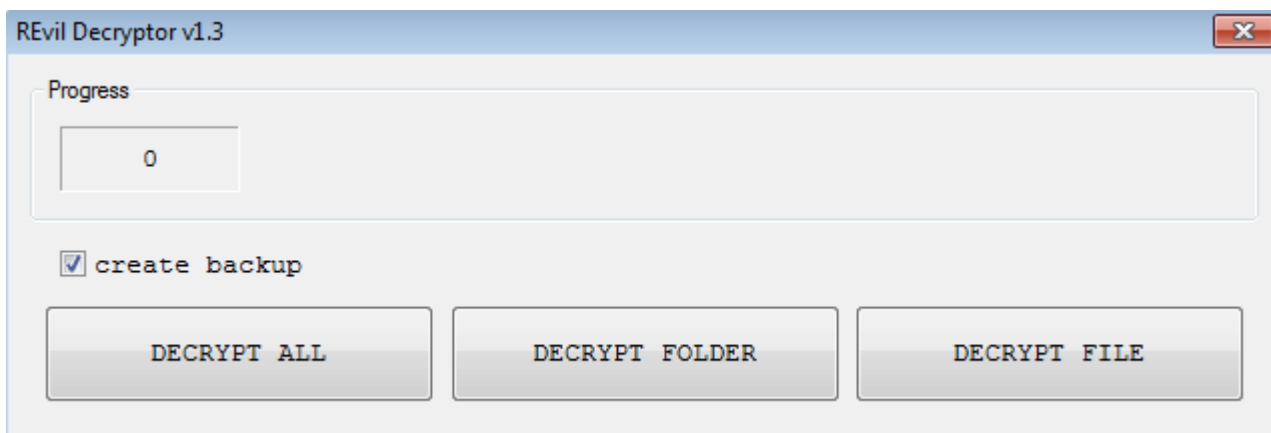 REvil Decryptor v1.3
Progress
0
create backup
DECRYPT ALL
DECRYPT FOLDER
DECRYPT FILE